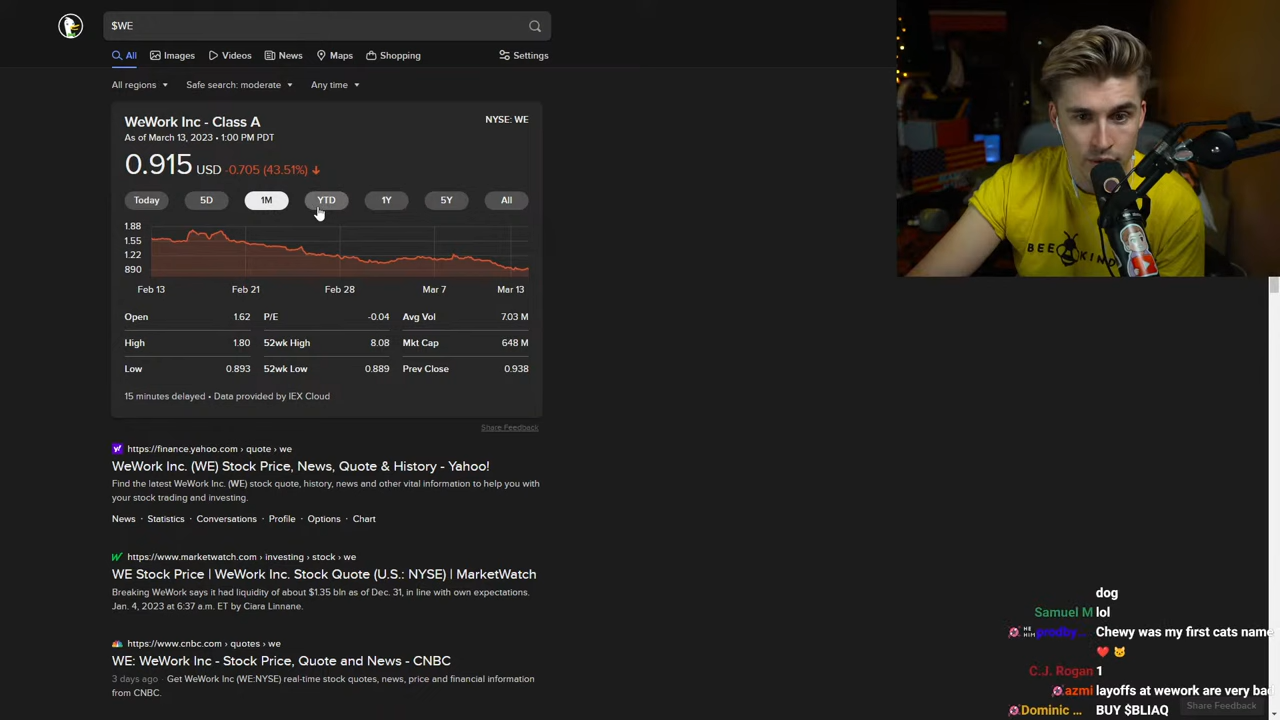 $WE
All
Images
Videos
News
Maps
Shopping
Settings
All regions
Safe search: moderate
Any time
WeWork Inc - Class A
NYSE: WE
As of March 13, 2023 • 1:00 PM PDT
0.915 USD -0.705 (43.51%) ↓
Today
5D
1M
YTD
1Y
5Y
All
1.88
1.55
1.22
890
Feb 13
Feb 21
Feb 28
Mar 7
Mar 13
Open 1.62
P/E -0.04
Avg Vol 7.03 M
High 1.80
52wk High 8.08
Mkt Cap 648 M
Low 0.893
52wk Low 0.889
Prev Close 0.938
15 minutes delayed • Data provided by IEX Cloud
Share Feedback
https://finance.yahoo.com › quote › we
WeWork Inc. (WE) Stock Price, News, Quote & History - Yahoo!
Find the latest WeWork Inc. (WE) stock quote, history, news and other vital information to help you with
your stock trading and investing.
News · Statistics · Conversations · Profile · Options · Chart
https://www.marketwatch.com › investing › stock › we
WE Stock Price | WeWork Inc. Stock Quote (U.S.: NYSE) | MarketWatch
Breaking WeWork says it had liquidity of about $1.35 bln as of Dec. 31, in line with own expectations.
Jan. 4, 2023 at 6:37 a.m. ET by Ciara Linnane.
https://www.cnbc.com › quotes › we
WE: WeWork Inc - Stock Price, Quote and News - CNBC
3 days ago · Get WeWork Inc (WE:NYSE) real-time stock quotes, news, price and financial information
from CNBC.
BEE KIND
dog
Samuel M lol
HE HIM prodby... Chewy was my first cats name
❤️ 🐱
C.J. Rogan 1
azmi layoffs at wework are very bad
Dominic ... BUY $BLIAQ
Share Feedback